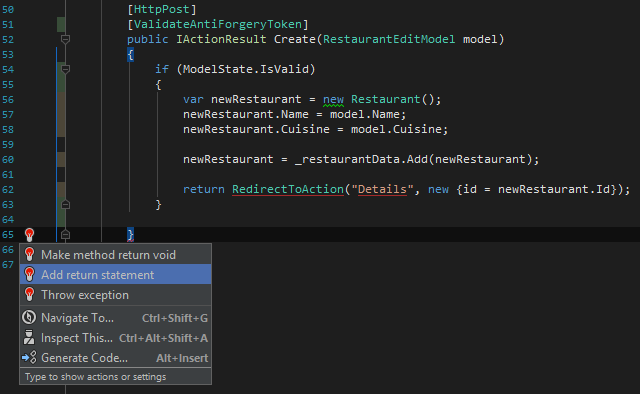 50 [HttpPost]
51 [ValidateAntiForgeryToken]
52 public IActionResult Create(RestaurantEditModel model)
53 {
54 if (ModelState.IsValid)
55 {
56 var newRestaurant = new Restaurant();
57 newRestaurant.Name = model.Name;
58 newRestaurant.Cuisine = model.Cuisine;
59
60 newRestaurant = _restaurantData.Add(newRestaurant);
61
62 return RedirectToAction("Details", new {id = newRestaurant.Id});
63 }
64
65 }
66
67
Make method return void
Add return statement
Throw exception
Navigate To... Ctrl+Shift+G
Inspect This... Ctrl+Alt+Shift+A
Generate Code... Alt+Insert
Type to show actions or settings